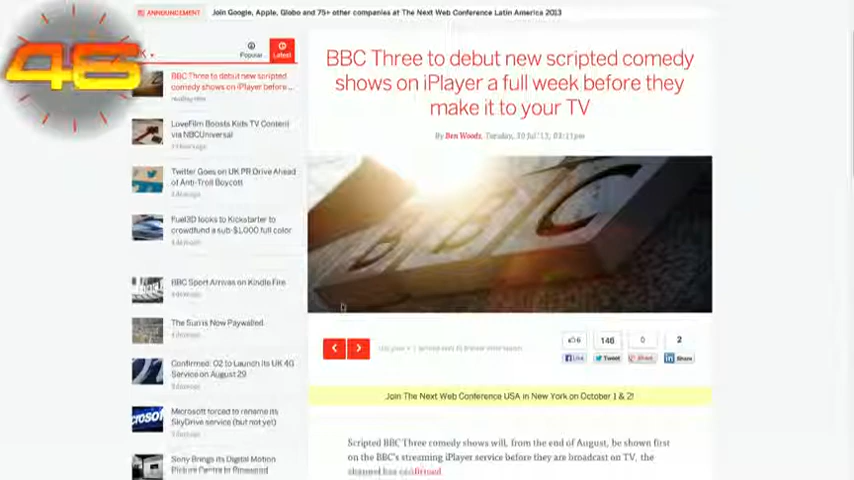 ANNOUNCEMENT Join Google, Apple, Globo and 75+ other companies at The Next Web Conference Latin America 2013
46
K
Popular
Latest
BBC Three to debut new scripted
comedy shows on iPlayer before ...
LoveFilm Boosts Kids TV Content
via NBCUniversal
Twitter Goes on UK PR Drive Ahead
of Anti-Troll Boycott
Fuel3D looks to Kickstarter to
crowdfund a sub-$1,000 full color
BBC Sport Arrives on Kindle Fire
The Sun is Now Paywalled
Confirmed: O2 to Launch its UK 4G
Service on August 29
Microsoft forced to rename its
SkyDrive service (but not yet)
Sony Brings its Digital Motion
Picture Centre to Pinewood
BBC Three to debut new scripted comedy
shows on iPlayer a full week before they
make it to your TV
By Ben Woods, Tuesday, 30 Jul '13, 03:11pm
BBC
6
146
0
2
Like
Tweet
Share
Share
Join The Next Web Conference USA in New York on October 1 & 2!
Scripted BBC Three comedy shows will, from the end of August, be shown first
on the BBC's streaming iPlayer service before they are broadcast on TV, the
channel has confirmed